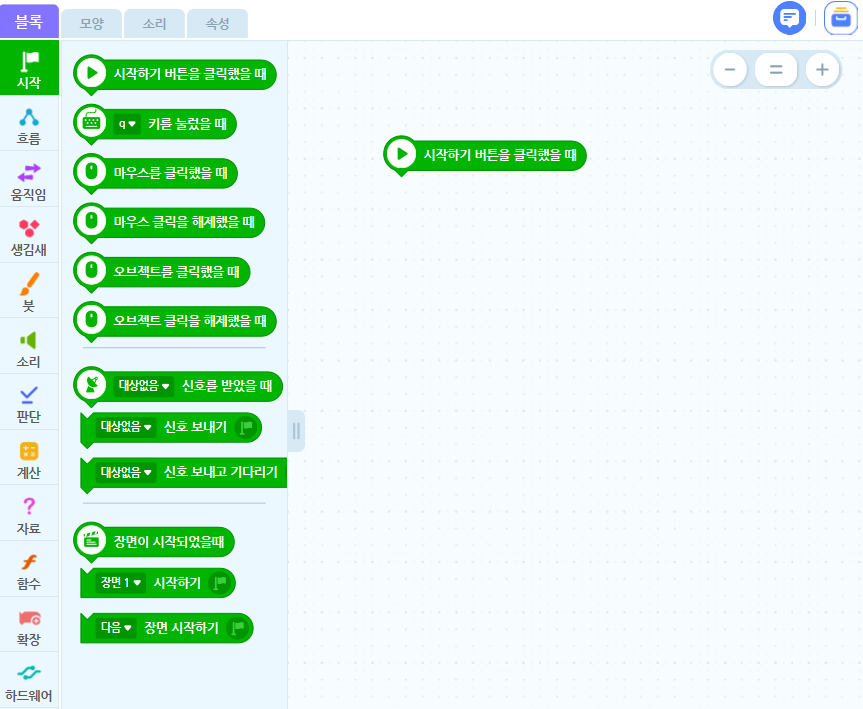 블록 모양 소리 속성
시작
흐름
움직임
생김새
붓
소리
판단
계산
자료
함수
확장
하드웨어
시작하기 버튼을 클릭했을 때
q 키를 눌렀을 때
마우스를 클릭했을 때
마우스 클릭을 해제했을 때
오브젝트를 클릭했을 때
오브젝트 클릭을 해제했을 때
대상없음 신호를 받았을 때
대상없음 신호 보내기
대상없음 신호 보내고 기다리기
장면이 시작되었을때
장면 1 시작하기
다음 장면 시작하기
시작하기 버튼을 클릭했을 때